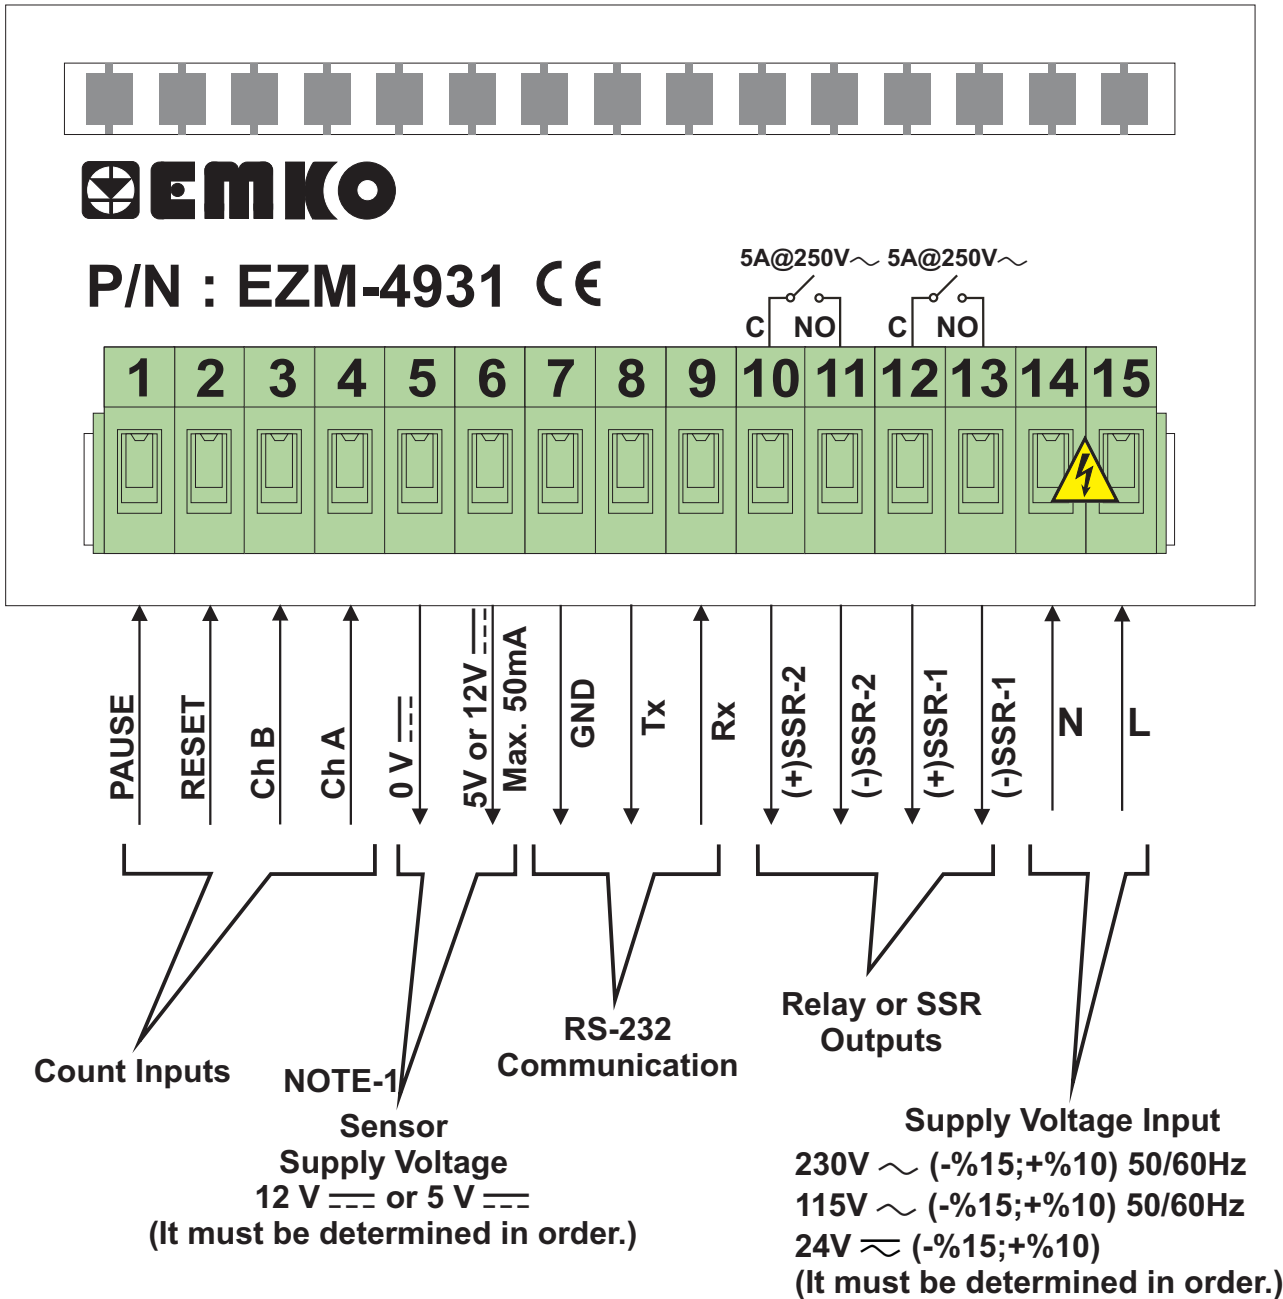 EMKO
P/N : EZM-4931 CE
5A@250V~ 5A@250V~
C NO C NO
1 2 3 4 5 6 7 8 9 10 11 12 13 14 15
PAUSE
RESET
Ch B
Ch A
0 V ⎓
5V or 12V ⎓
Max. 50mA
GND
Tx
Rx
(+)SSR-2
(-)SSR-2
(+)SSR-1
(-)SSR-1
N
L
Count Inputs
NOTE-1
Sensor
Supply Voltage
12 V ⎓ or 5 V ⎓
(It must be determined in order.)
RS-232
Communication
Relay or SSR
Outputs
Supply Voltage Input
230V ~ (-%15;+%10) 50/60Hz
115V ~ (-%15;+%10) 50/60Hz
24V ⏦ (-%15;+%10)
(It must be determined in order.)